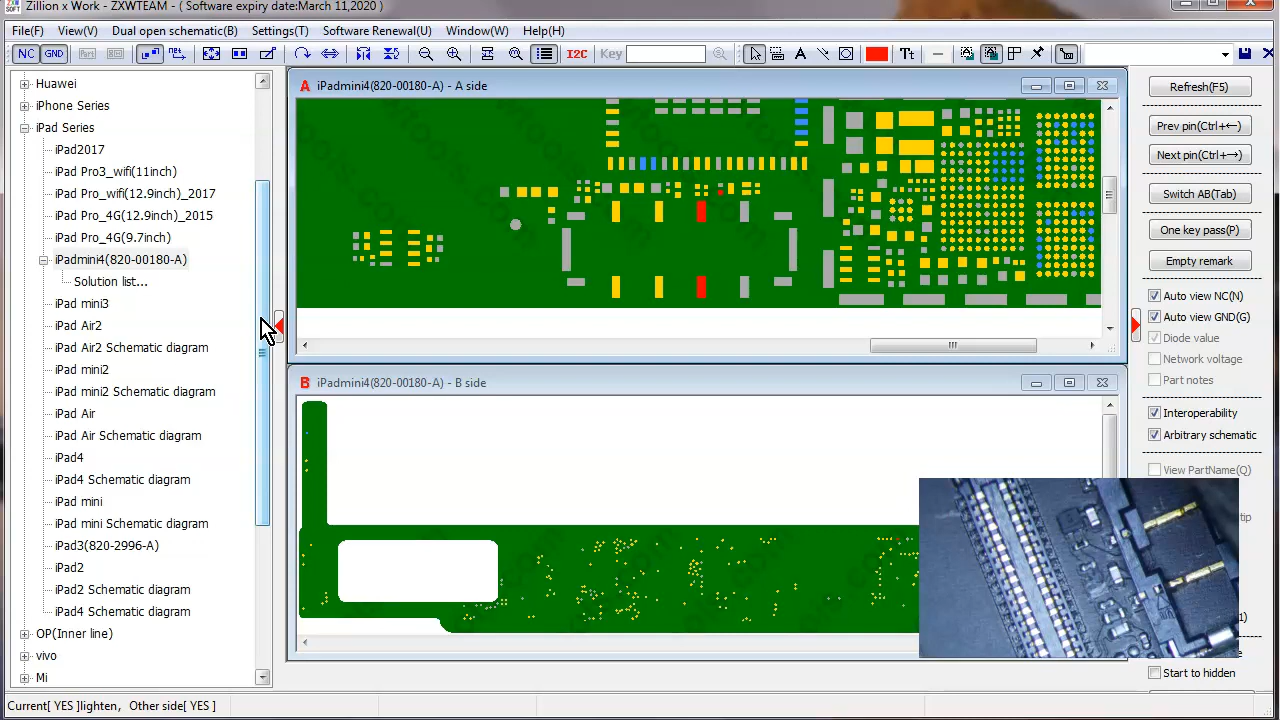 ZXW SOFT Zillion x Work - ZXWTEAM - ( Software expiry date:March 11,2020 )
File(F) View(V) Dual open schematic(B) Settings(T) Software Renewal(U) Window(W) Help(H)
NC GND Part net I2C Key A Tt
Huawei
iPhone Series
iPad Series
iPad2017
iPad Pro3_wifi(11inch)
iPad Pro_wifi(12.9inch)_2017
iPad Pro_4G(12.9inch)_2015
iPad Pro_4G(9.7inch)
iPadmini4(820-00180-A)
Solution list...
iPad mini3
iPad Air2
iPad Air2 Schematic diagram
iPad mini2
iPad mini2 Schematic diagram
iPad Air
iPad Air Schematic diagram
iPad4
iPad4 Schematic diagram
iPad mini
iPad mini Schematic diagram
iPad3(820-2996-A)
iPad2
iPad2 Schematic diagram
iPad4 Schematic diagram
OP(Inner line)
vivo
Mi
A iPadmini4(820-00180-A) - A side
B iPadmini4(820-00180-A) - B side
Refresh(F5)
Prev pin(Ctrl+←)
Next pin(Ctrl+→)
Switch AB(Tab)
One key pass(P)
Empty remark
Auto view NC(N)
Auto view GND(G)
Diode value
Network voltage
Part notes
Interoperability
Arbitrary schematic
View PartName(Q)
Start to hidden
Current[ YES ]lighten, Other side[ YES ]